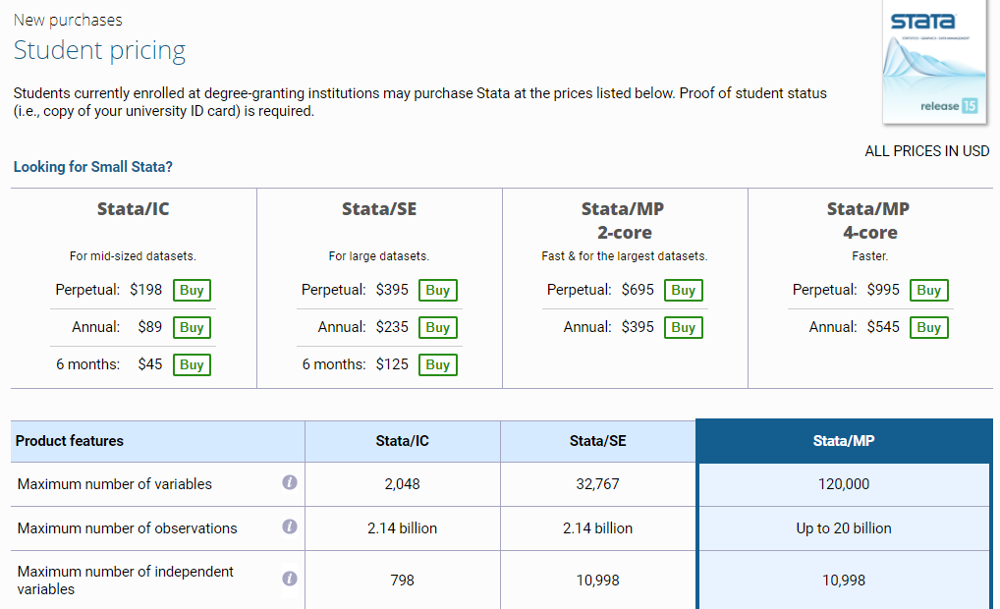 New purchases
Student pricing
Students currently enrolled at degree-granting institutions may purchase Stata at the prices listed below. Proof of student status
(i.e., copy of your university ID card) is required.
STATA
STATISTICS • GRAPHICS • DATA MANAGEMENT
release 15
ALL PRICES IN USD
Looking for Small Stata?
Stata/IC
For mid-sized datasets.
Perpetual: $198 Buy
Annual: $89 Buy
6 months: $45 Buy
Stata/SE
For large datasets.
Perpetual: $395 Buy
Annual: $235 Buy
6 months: $125 Buy
Stata/MP
2-core
Fast & for the largest datasets.
Perpetual: $695 Buy
Annual: $395 Buy
Stata/MP
4-core
Faster.
Perpetual: $995 Buy
Annual: $545 Buy
Product features Stata/IC Stata/SE Stata/MP
Maximum number of variables i 2,048 32,767 120,000
Maximum number of observations i 2.14 billion 2.14 billion Up to 20 billion
Maximum number of independent
variables i 798 10,998 10,998